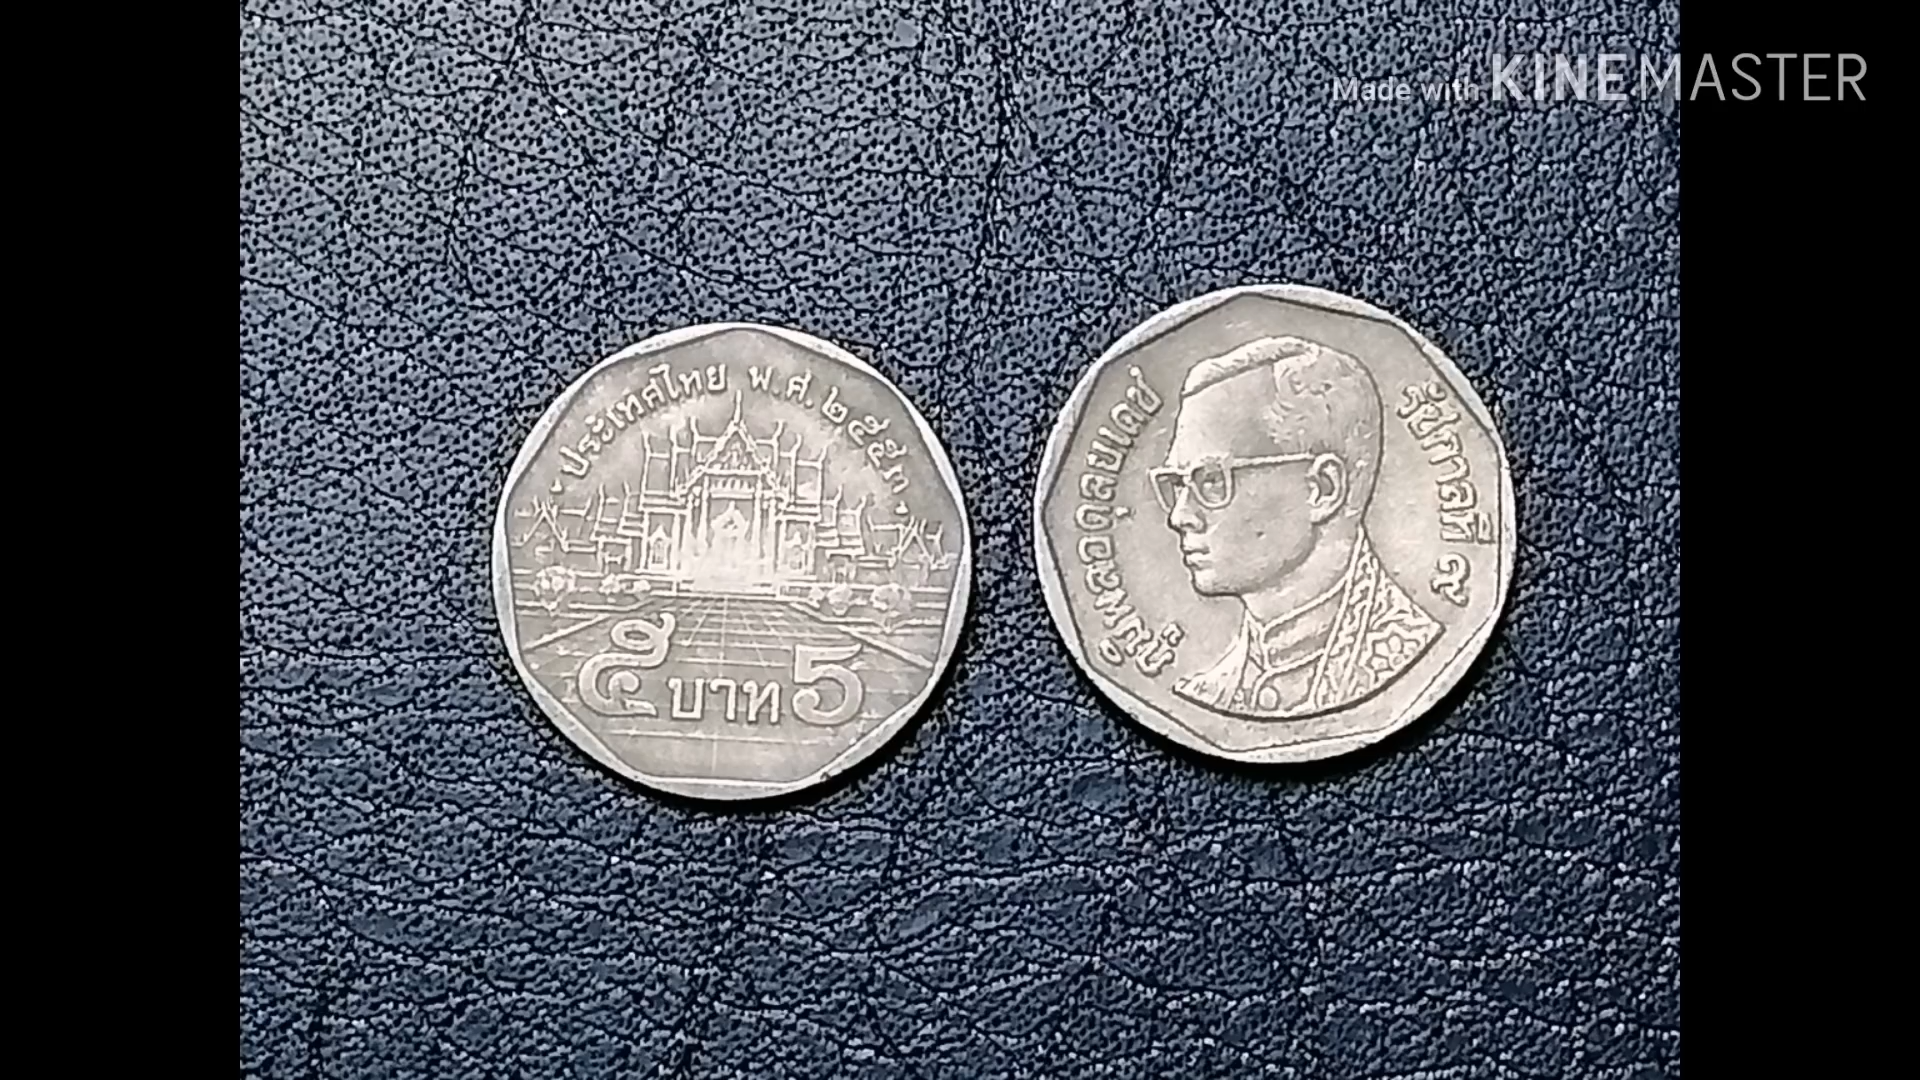 Made with KINEMASTER
ประเทศไทย พ.ศ. ๒๕๕๓
๕ บาท 5
ภูมิพลอดุลยเดช รัชกาลที่ ๙